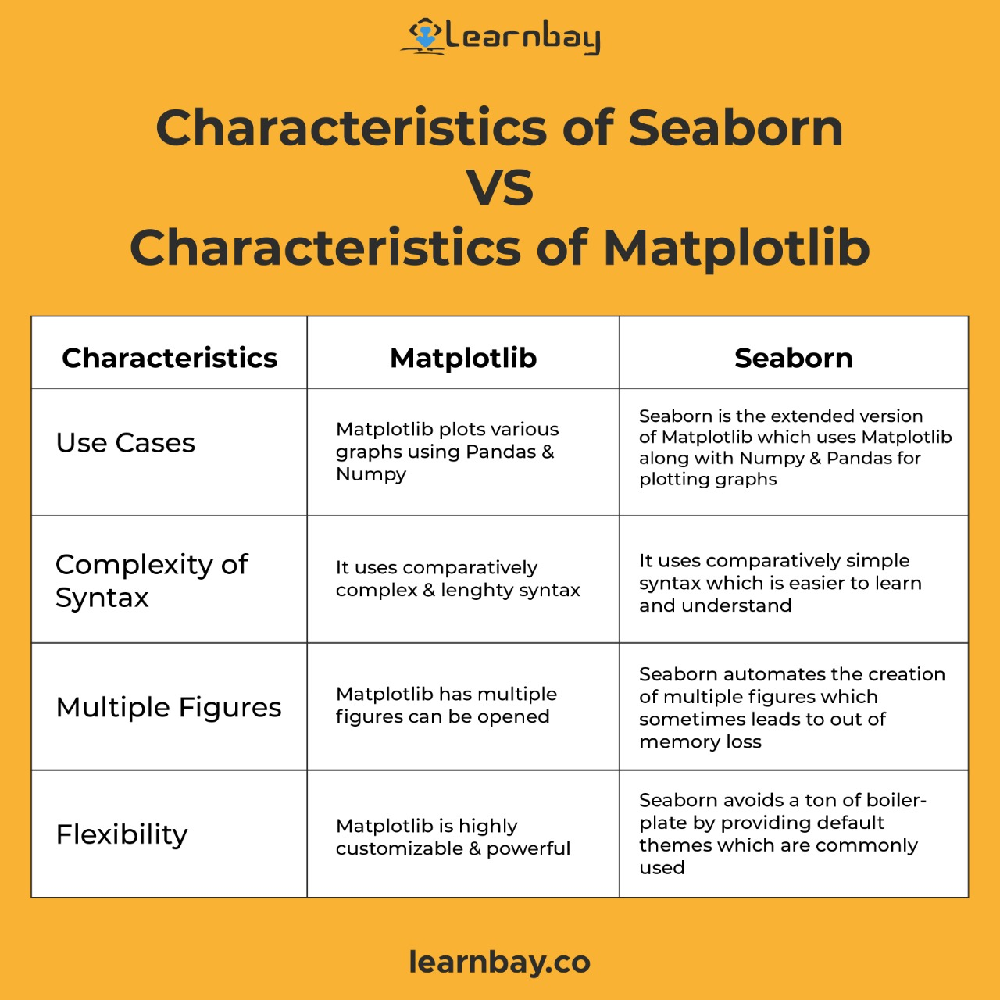 Learnbay
Characteristics of Seaborn
VS
Characteristics of Matplotlib
Characteristics
Matplotlib
Seaborn
Use Cases
Matplotlib plots various
graphs using Pandas &
Numpy
Seaborn is the extended version
of Matplotlib which uses Matplotlib
along with Numpy & Pandas for
plotting graphs
Complexity of
Syntax
It uses comparatively
complex & lenghty syntax
It uses comparatively simple
syntax which is easier to learn
and understand
Multiple Figures
Matplotlib has multiple
figures can be opened
Seaborn automates the creation
of multiple figures which
sometimes leads to out of
memory loss
Flexibility
Matplotlib is highly
customizable & powerful
Seaborn avoids a ton of boiler-
plate by providing default
themes which are commonly
used
learnbay.co